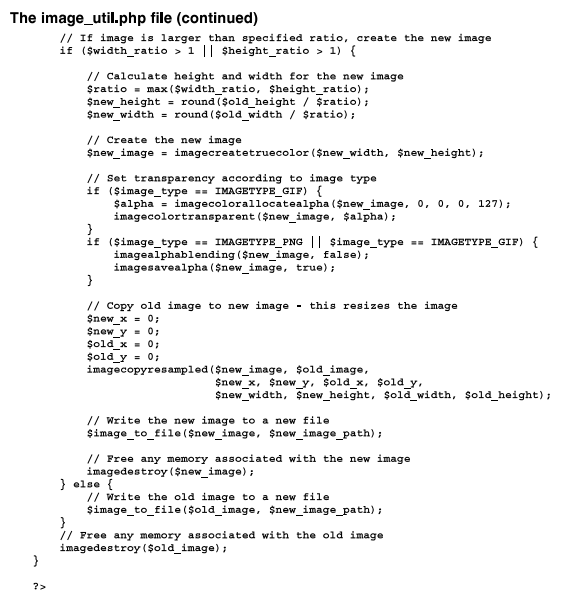 The image_util.php file (continued)
// If image is larger than specified ratio, create the new image
if ($width_ratio > 1 || $height_ratio > 1) {
// Calculate height and width for the new image
$ratio = max($width_ratio, $height_ratio);
$new_height = round($old_height / $ratio);
$new_width = round($old_width / $ratio);
// Create the new image
$new_image = imagecreatetruecolor($new_width, $new_height);
// Set transparency according to image type
if ($image_type == IMAGETYPE_GIF) {
$alpha = imagecolorallocatealpha($new_image, 0, 0, 0, 127);
imagecolortransparent($new_image, $alpha);
}
if ($image_type == IMAGETYPE_PNG || $image_type == IMAGETYPE_GIF) {
imagealphablending($new_image, false);
imagesavealpha($new_image, true);
}
// Copy old image to new image - this resizes the image
$new_x = 0;
$new_y = 0;
$old_x = 0;
$old_y = 0;
imagecopyresampled($new_image, $old_image,
$new_x, $new_y, $old_x, $old_y,
$new_width, $new_height, $old_width, $old_height);
// Write the new image to a new file
$image_to_file($new_image, $new_image_path);
// Free any memory associated with the new image
imagedestroy($new_image);
} else {
// Write the old image to a new file
$image_to_file($old_image, $new_image_path);
}
// Free any memory associated with the old image
imagedestroy($old_image);
}
?>